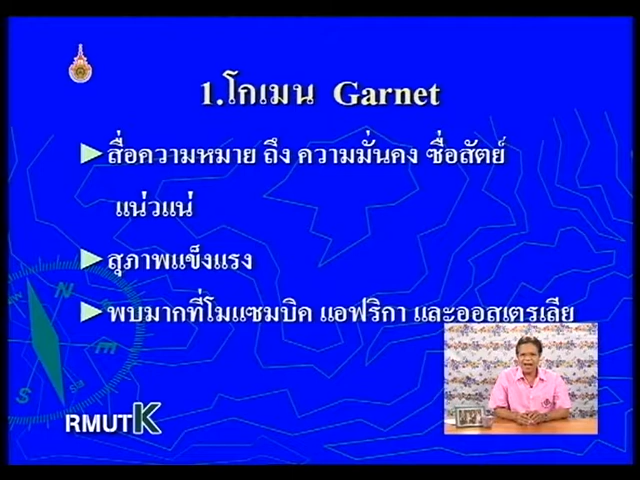 1.โกเมน Garnet
สื่อความหมาย ถึง ความมั่นคง ซื่อสัตย์
แน่วแน่
สุภาพแข็งแรง
พบมากที่โมแซมบิค แอฟริกา และออสเตรเลีย
N
E
S
RMUTK